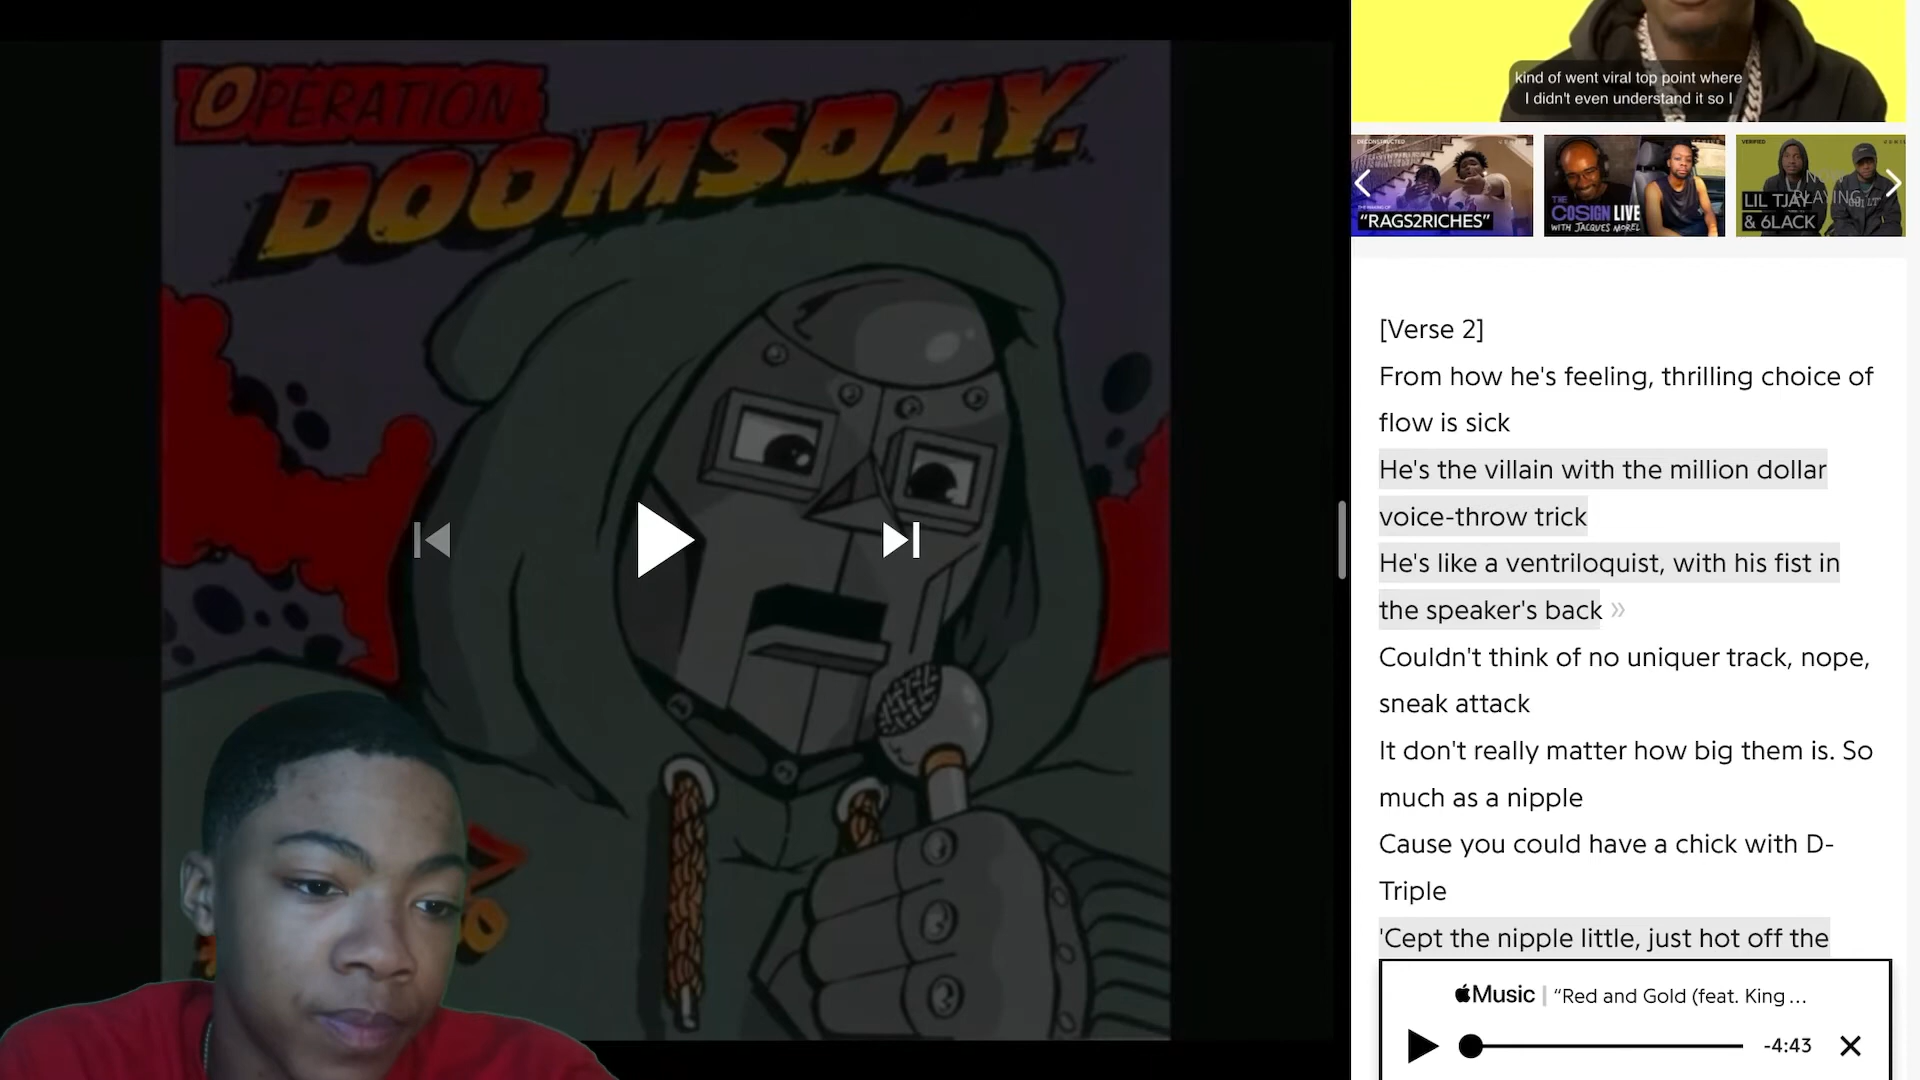 OPERATION
DOOMSDAY.
kind of went viral top point where
I didn't even understand it so I
DECONSTRUCTED
"RAGS2RICHES"
THE
COSIGN LIVE
WITH JACQUES MOREL
VERIFIED
NOW
PLAYING
LIL TJAY
& 6LACK
[Verse 2]
From how he's feeling, thrilling choice of
flow is sick
He's the villain with the million dollar
voice-throw trick
He's like a ventriloquist, with his fist in
the speaker's back »
Couldn't think of no uniquer track, nope,
sneak attack
It don't really matter how big them is. So
much as a nipple
Cause you could have a chick with D-
Triple
'Cept the nipple little, just hot off the
Music | “Red and Gold (feat. King ...
-4:43